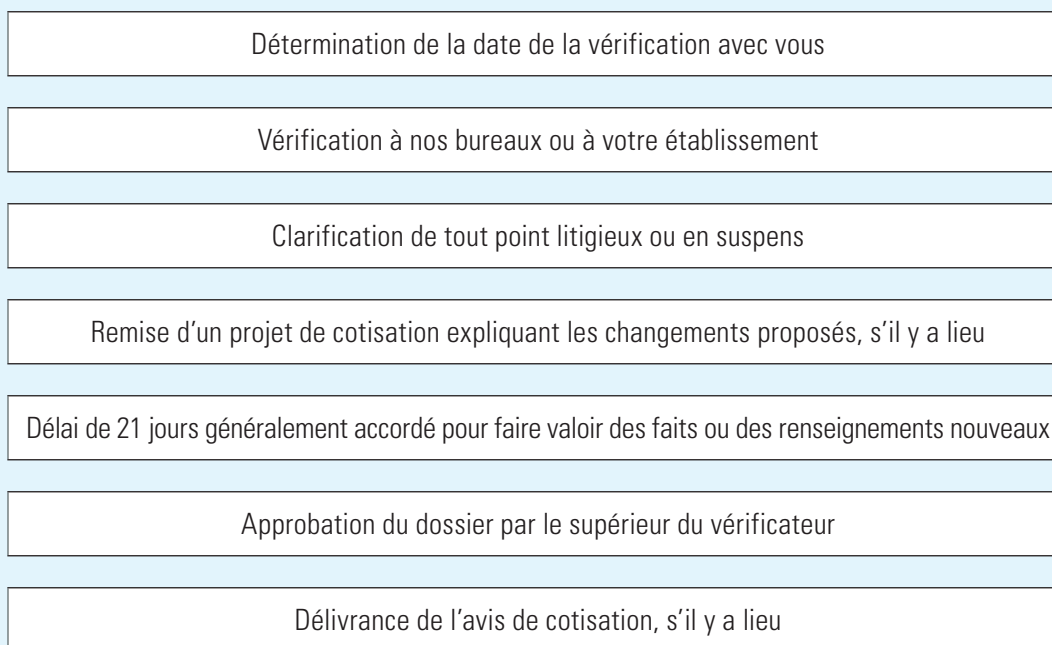 Détermination de la date de la vérification avec vous
Vérification à nos bureaux ou à votre établissement
Clarification de tout point litigieux ou en suspens
Remise d’un projet de cotisation expliquant les changements proposés, s’il y a lieu
Délai de 21 jours généralement accordé pour faire valoir des faits ou des renseignements nouveaux
Approbation du dossier par le supérieur du vérificateur
Délivrance de l’avis de cotisation, s’il y a lieu